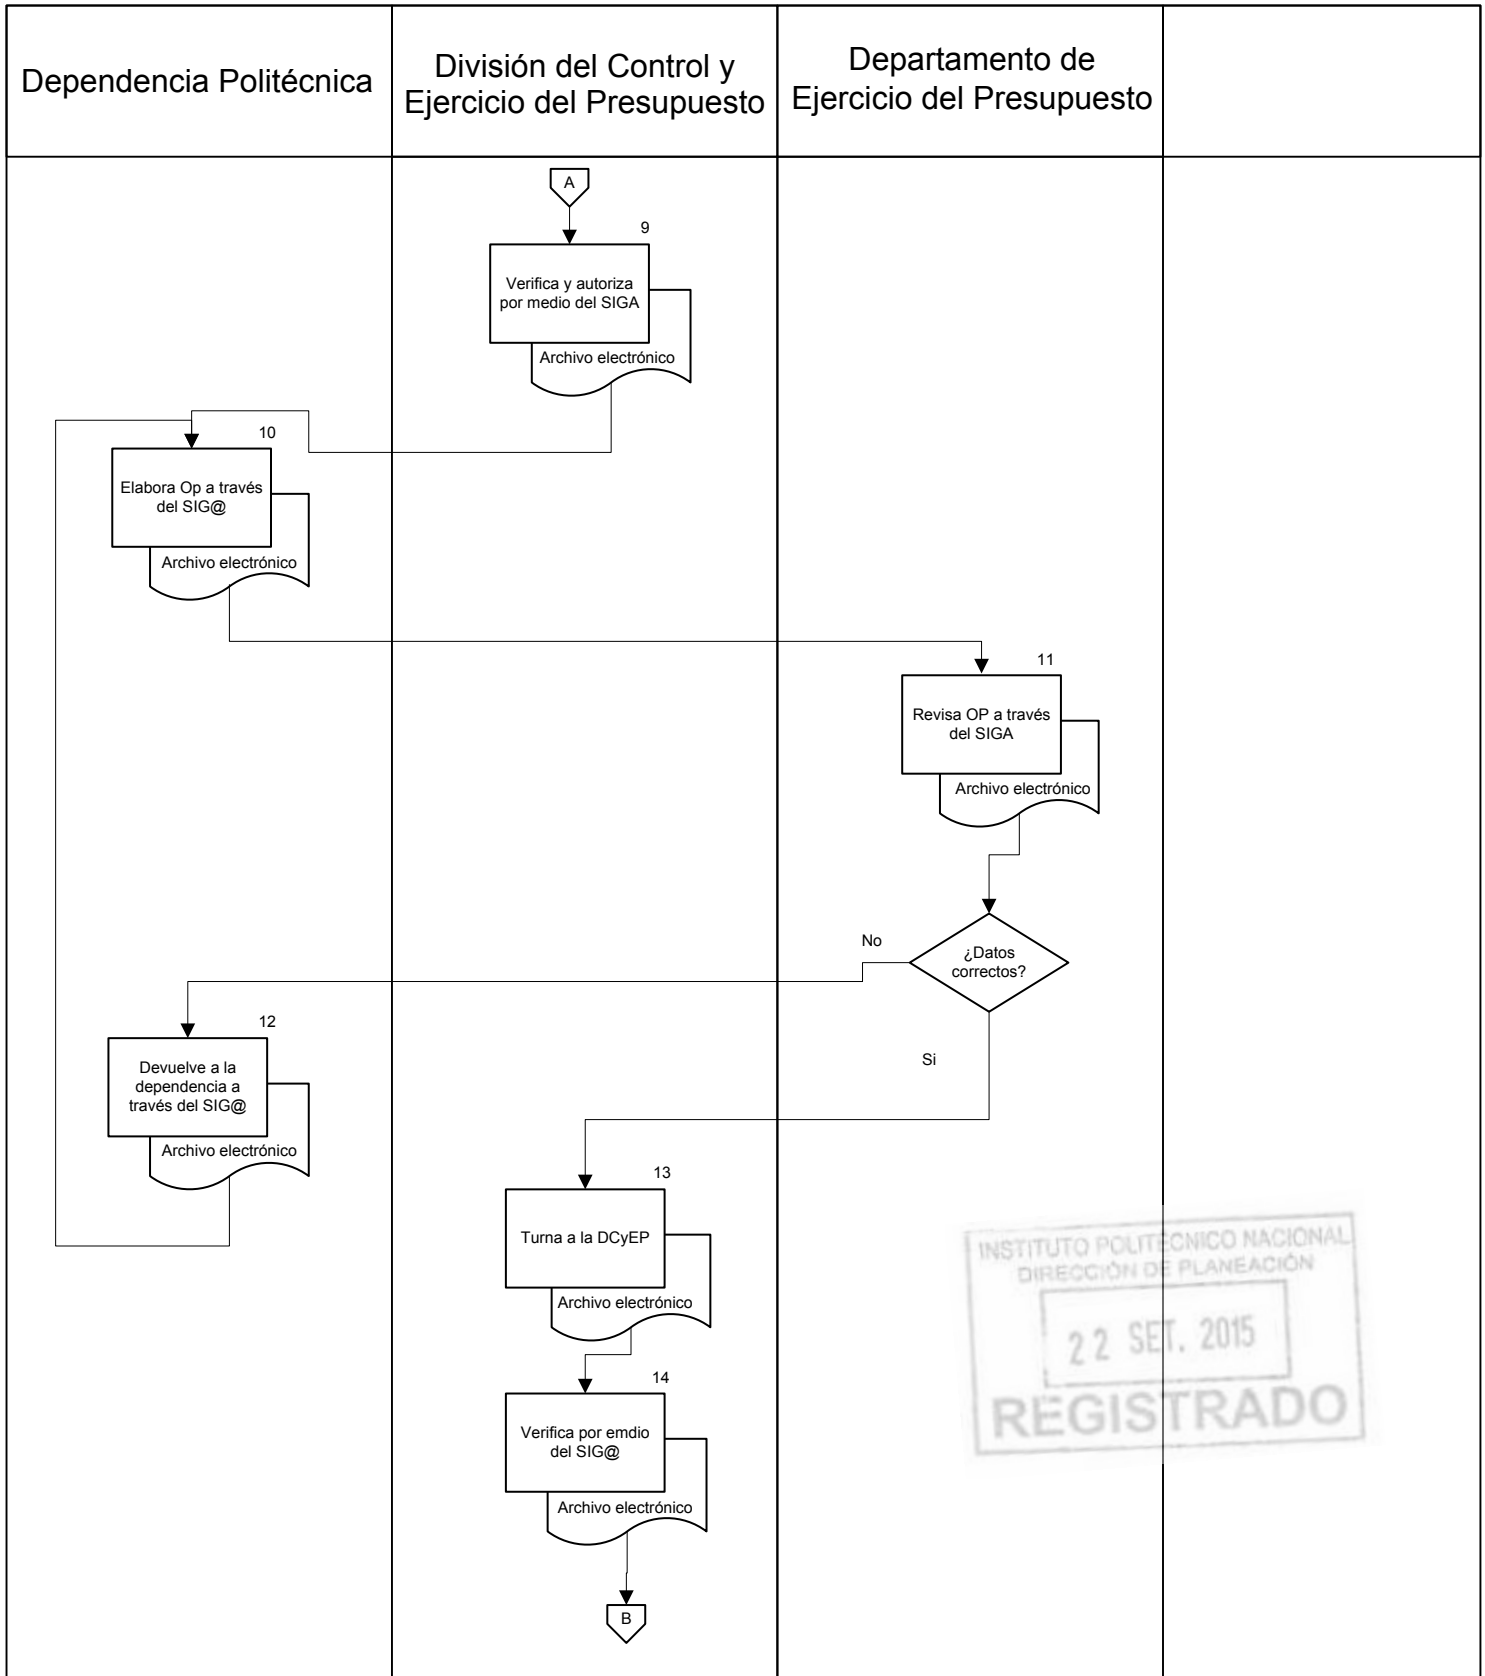 Dependencia Politécnica
División del Control y
Ejercicio del Presupuesto
Departamento de
Ejercicio del Presupuesto
A
9
Verifica y autoriza
por medio del SIGA
Archivo electrónico
10
Elabora Op a través
del SIG@
Archivo electrónico
11
Revisa OP a través
del SIGA
Archivo electrónico
¿Datos
correctos?
No
Si
12
Devuelve a la
dependencia a
través del SIG@
Archivo electrónico
13
Turna a la DCyEP
Archivo electrónico
14
Verifica por emdio
del SIG@
Archivo electrónico
B
INSTITUTO POLITÉCNICO NACIONAL
DIRECCIÓN DE PLANEACIÓN
22 SET. 2015
REGISTRADO